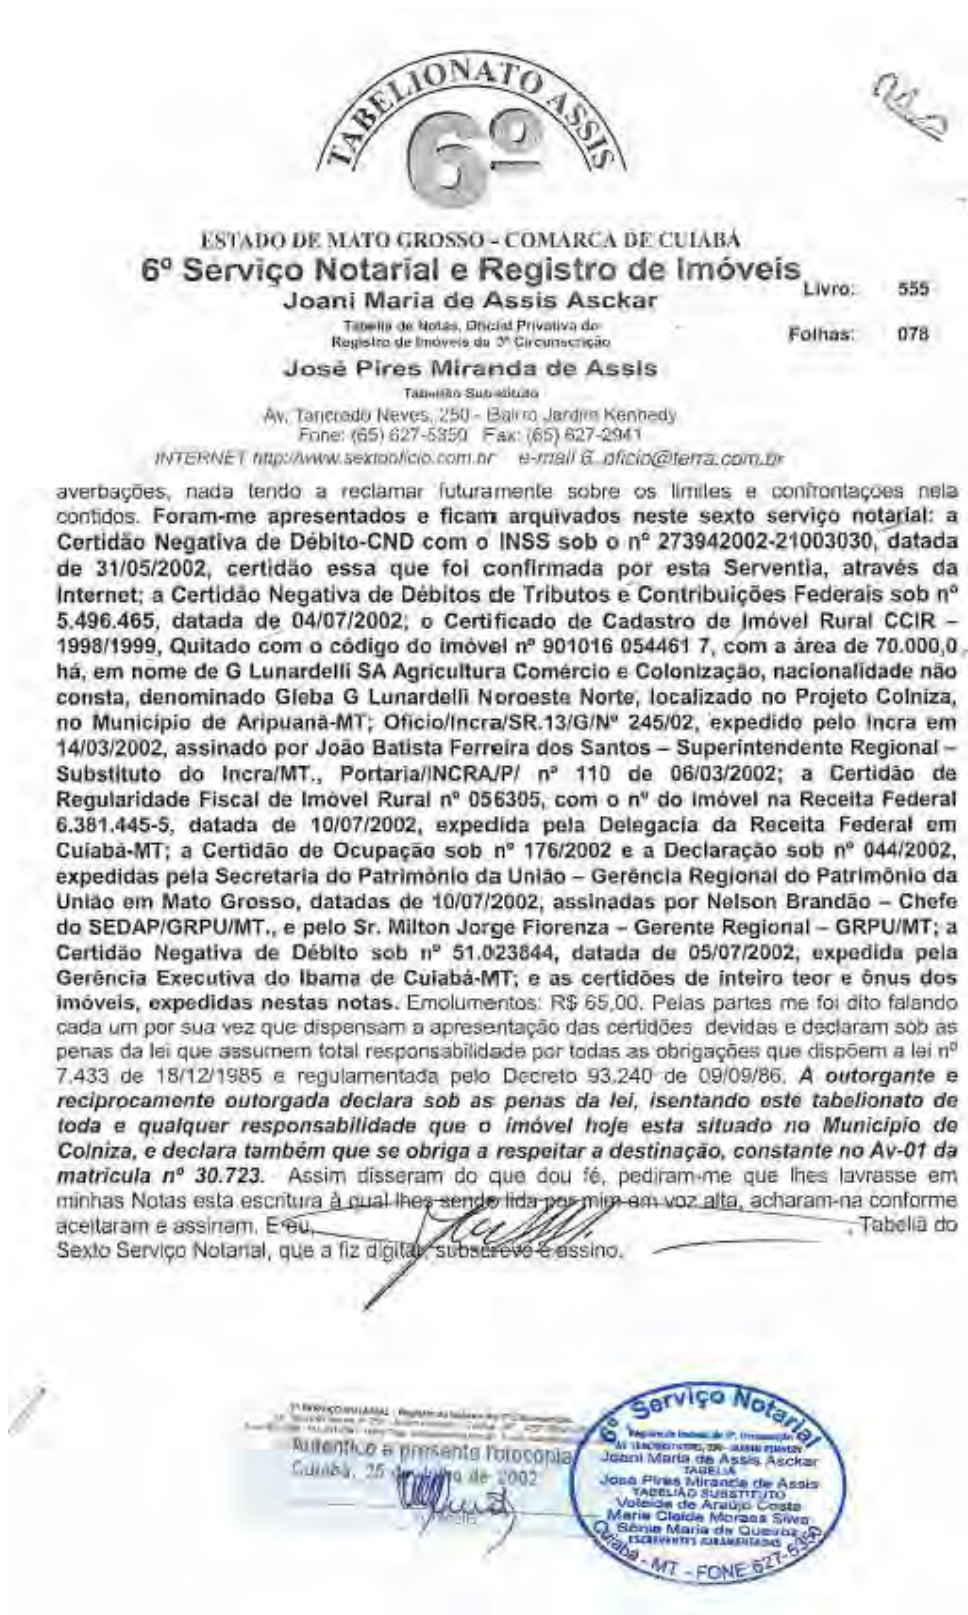 TABELIONATO ASSIS
6º
ESTADO DE MATO GROSSO - COMARCA DE CUIABÁ
6º Serviço Notarial e Registro de Imóveis
Livro: 555
Joani Maria de Assis Asckar
Tabeliã de Notas, Oficial Privativa do
Folhas: 078
Registro de Imóveis da 3ª Circunscrição
José Pires Miranda de Assis
Tabelião Substituto
Av. Tancredo Neves, 250 - Bairro Jardim Kennedy
Fone: (65) 627-5350 Fax: (65) 627-2941
INTERNET http://www.sextooficio.com.br e-mail 6_oficio@terra.com.br
averbações, nada tendo a reclamar futuramente sobre os limites e confrontações nela
contidos. Foram-me apresentados e ficam arquivados neste sexto serviço notarial: a
Certidão Negativa de Débito-CND com o INSS sob o nº 273942002-21003030, datada
de 31/05/2002, certidão essa que foi confirmada por esta Serventia, através da
Internet; a Certidão Negativa de Débitos de Tributos e Contribuições Federais sob nº
5.496.465, datada de 04/07/2002; o Certificado de Cadastro de Imóvel Rural CCIR –
1998/1999, Quitado com o código do imóvel nº 901016 054461 7, com a área de 70.000,0
há, em nome de G Lunardelli SA Agricultura Comércio e Colonização, nacionalidade não
consta, denominado Gleba G Lunardelli Noroeste Norte, localizado no Projeto Colniza,
no Município de Aripuanã-MT; Ofício/Incra/SR.13/G/Nº 245/02, expedido pelo Incra em
14/03/2002, assinado por João Batista Ferreira dos Santos – Superintendente Regional –
Substituto do Incra/MT., Portaria/INCRA/P/ nº 110 de 06/03/2002; a Certidão de
Regularidade Fiscal de Imóvel Rural nº 056305, com o nº do Imóvel na Receita Federal
6.381.445-5, datada de 10/07/2002, expedida pela Delegacia da Receita Federal em
Cuiabá-MT; a Certidão de Ocupação sob nº 176/2002 e a Declaração sob nº 044/2002,
expedidas pela Secretaria do Patrimônio da União – Gerência Regional do Patrimônio da
União em Mato Grosso, datadas de 10/07/2002, assinadas por Nelson Brandão – Chefe
do SEDAP/GRPU/MT., e pelo Sr. Milton Jorge Fiorenza – Gerente Regional – GRPU/MT; a
Certidão Negativa de Débito sob nº 51.023844, datada de 05/07/2002, expedida pela
Gerência Executiva do Ibama de Cuiabá-MT; e as certidões de inteiro teor e ônus dos
imóveis, expedidas nestas notas. Emolumentos: R$ 65,00. Pelas partes me foi dito falando
cada um por sua vez que dispensam a apresentação das certidões devidas e declaram sob as
penas da lei que assumem total responsabilidade por todas as obrigações que dispõem a lei nº
7.433 de 18/12/1985 e regulamentada pelo Decreto 93.240 de 09/09/86. A outorgante e
reciprocamente outorgada declara sob as penas da lei, isentando este tabelionato de
toda e qualquer responsabilidade que o imóvel hoje esta situado no Município de
Colniza, e declara também que se obriga a respeitar a destinação, constante no Av-01 da
matrícula nº 30.723. Assim disseram do que dou fé, pediram-me que lhes lavrasse em
minhas Notas esta escritura à qual lhes sendo lida por mim em voz alta, acharam-na conforme
aceitaram e assinam. E eu, , Tabeliã do
Sexto Serviço Notarial, que a fiz digitar, subscrevo e assino.
Autentico a presente fotocópia
Cuiabá, 25 de de 2002
6º Serviço Notarial
Joani Maria de Assis Asckar
TABELIÃ
José Pires Miranda de Assis
TABELIÃO SUBSTITUTO
Voleide de Araújo Costa
Maria Cleide Moraes Silva
Sônia Maria de Queiroz
ESCREVENTES JURAMENTADAS
Cuiabá - MT - FONE 627-5350